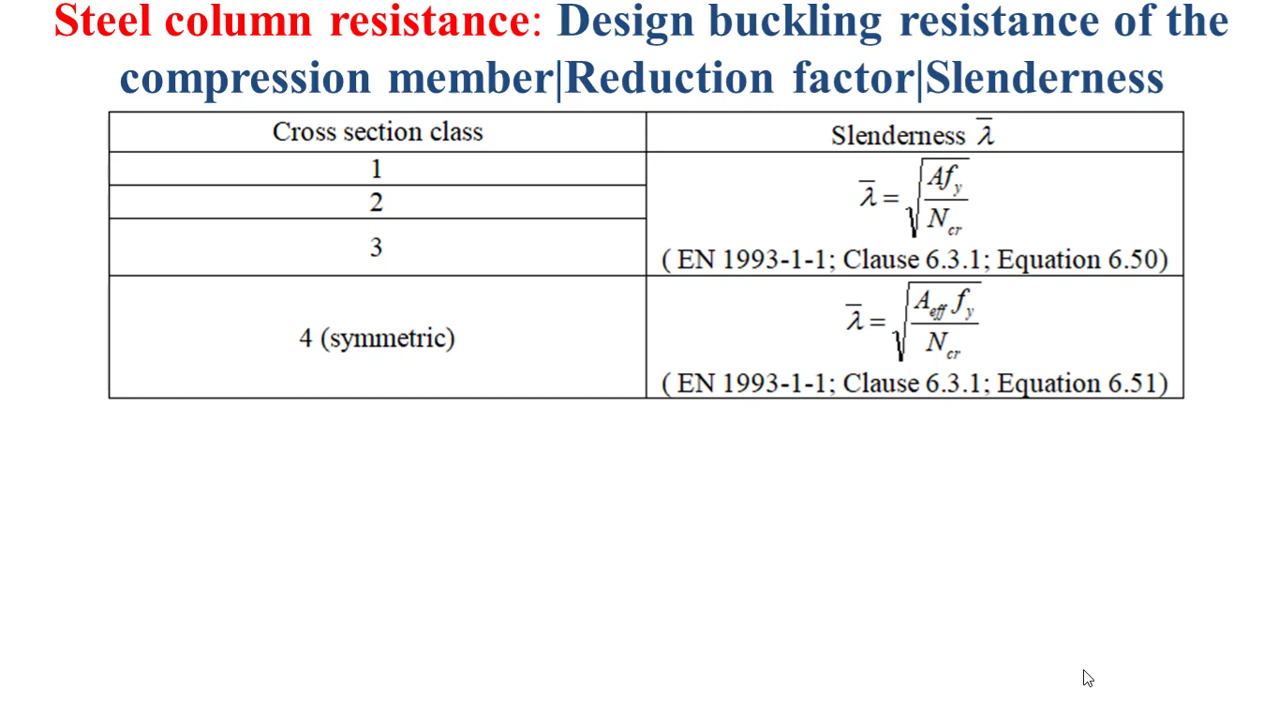 Steel column resistance: Design buckling resistance of the
compression member|Reduction factor|Slenderness
Cross section class
Slenderness λ̅
1
2
3
λ̅ = √(Af_y / N_cr)
( EN 1993-1-1; Clause 6.3.1; Equation 6.50)
4 (symmetric)
λ̅ = √(A_eff f_y / N_cr)
( EN 1993-1-1; Clause 6.3.1; Equation 6.51)